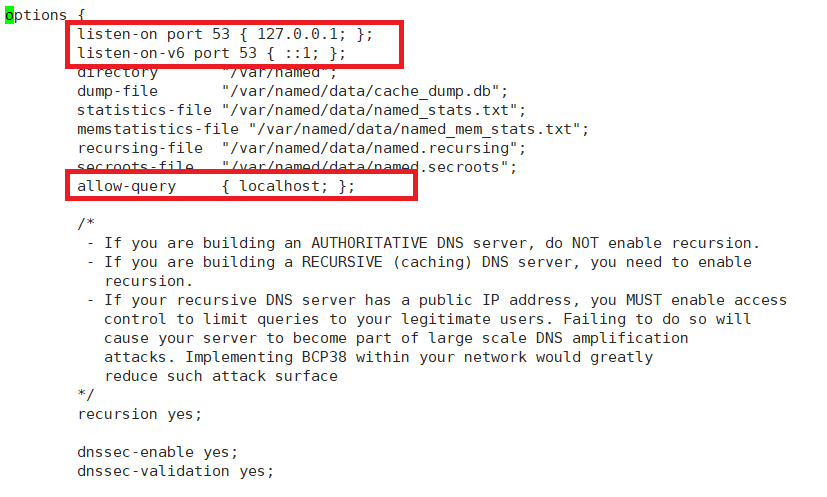 options {
listen-on port 53 { 127.0.0.1; };
listen-on-v6 port 53 { ::1; };
directory "/var/named";
dump-file "/var/named/data/cache_dump.db";
statistics-file "/var/named/data/named_stats.txt";
memstatistics-file "/var/named/data/named_mem_stats.txt";
recursing-file "/var/named/data/named.recursing";
secroots-file "/var/named/data/named.secroots";
allow-query { localhost; };
/*
- If you are building an AUTHORITATIVE DNS server, do NOT enable recursion.
- If you are building a RECURSIVE (caching) DNS server, you need to enable
recursion.
- If your recursive DNS server has a public IP address, you MUST enable access
control to limit queries to your legitimate users. Failing to do so will
cause your server to become part of large scale DNS amplification
attacks. Implementing BCP38 within your network would greatly
reduce such attack surface
*/
recursion yes;
dnssec-enable yes;
dnssec-validation yes;